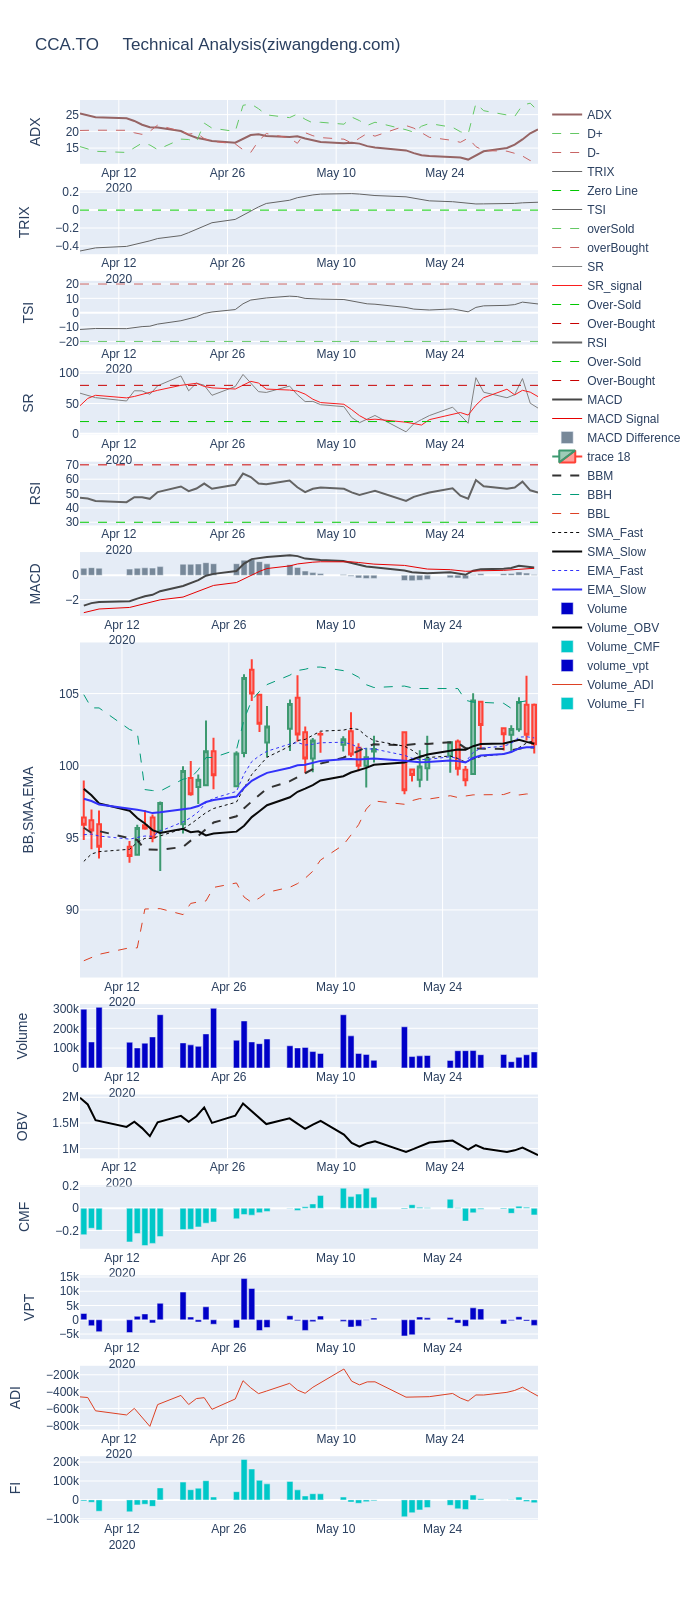 CCA.TO     Technical Analysis(ziwangdeng.com)
ADX
25
20
15
Apr 12
2020
Apr 26
May 10
May 24
TRIX
0.2
0
−0.2
−0.4
Apr 12
2020
Apr 26
May 10
May 24
TSI
20
10
0
−10
−20
Apr 12
2020
Apr 26
May 10
May 24
SR
100
50
0
Apr 12
2020
Apr 26
May 10
May 24
RSI
70
60
50
40
30
Apr 12
2020
Apr 26
May 10
May 24
MACD
0
−2
Apr 12
2020
Apr 26
May 10
May 24
BB,SMA,EMA
105
100
95
90
Apr 12
2020
Apr 26
May 10
May 24
Volume
300k
200k
100k
0
Apr 12
2020
Apr 26
May 10
May 24
OBV
2M
1.5M
1M
Apr 12
2020
Apr 26
May 10
May 24
CMF
0.2
0
−0.2
Apr 12
2020
Apr 26
May 10
May 24
VPT
15k
10k
5k
0
−5k
Apr 12
2020
Apr 26
May 10
May 24
ADI
−200k
−400k
−600k
−800k
Apr 12
2020
Apr 26
May 10
May 24
FI
200k
100k
0
−100k
Apr 12
2020
Apr 26
May 10
May 24
ADX
D+
D-
TRIX
Zero Line
TSI
overSold
overBought
SR
SR_signal
Over-Sold
Over-Bought
RSI
Over-Sold
Over-Bought
MACD
MACD Signal
MACD Difference
trace 18
BBM
BBH
BBL
SMA_Fast
SMA_Slow
EMA_Fast
EMA_Slow
Volume
Volume_OBV
Volume_CMF
volume_vpt
Volume_ADI
Volume_FI